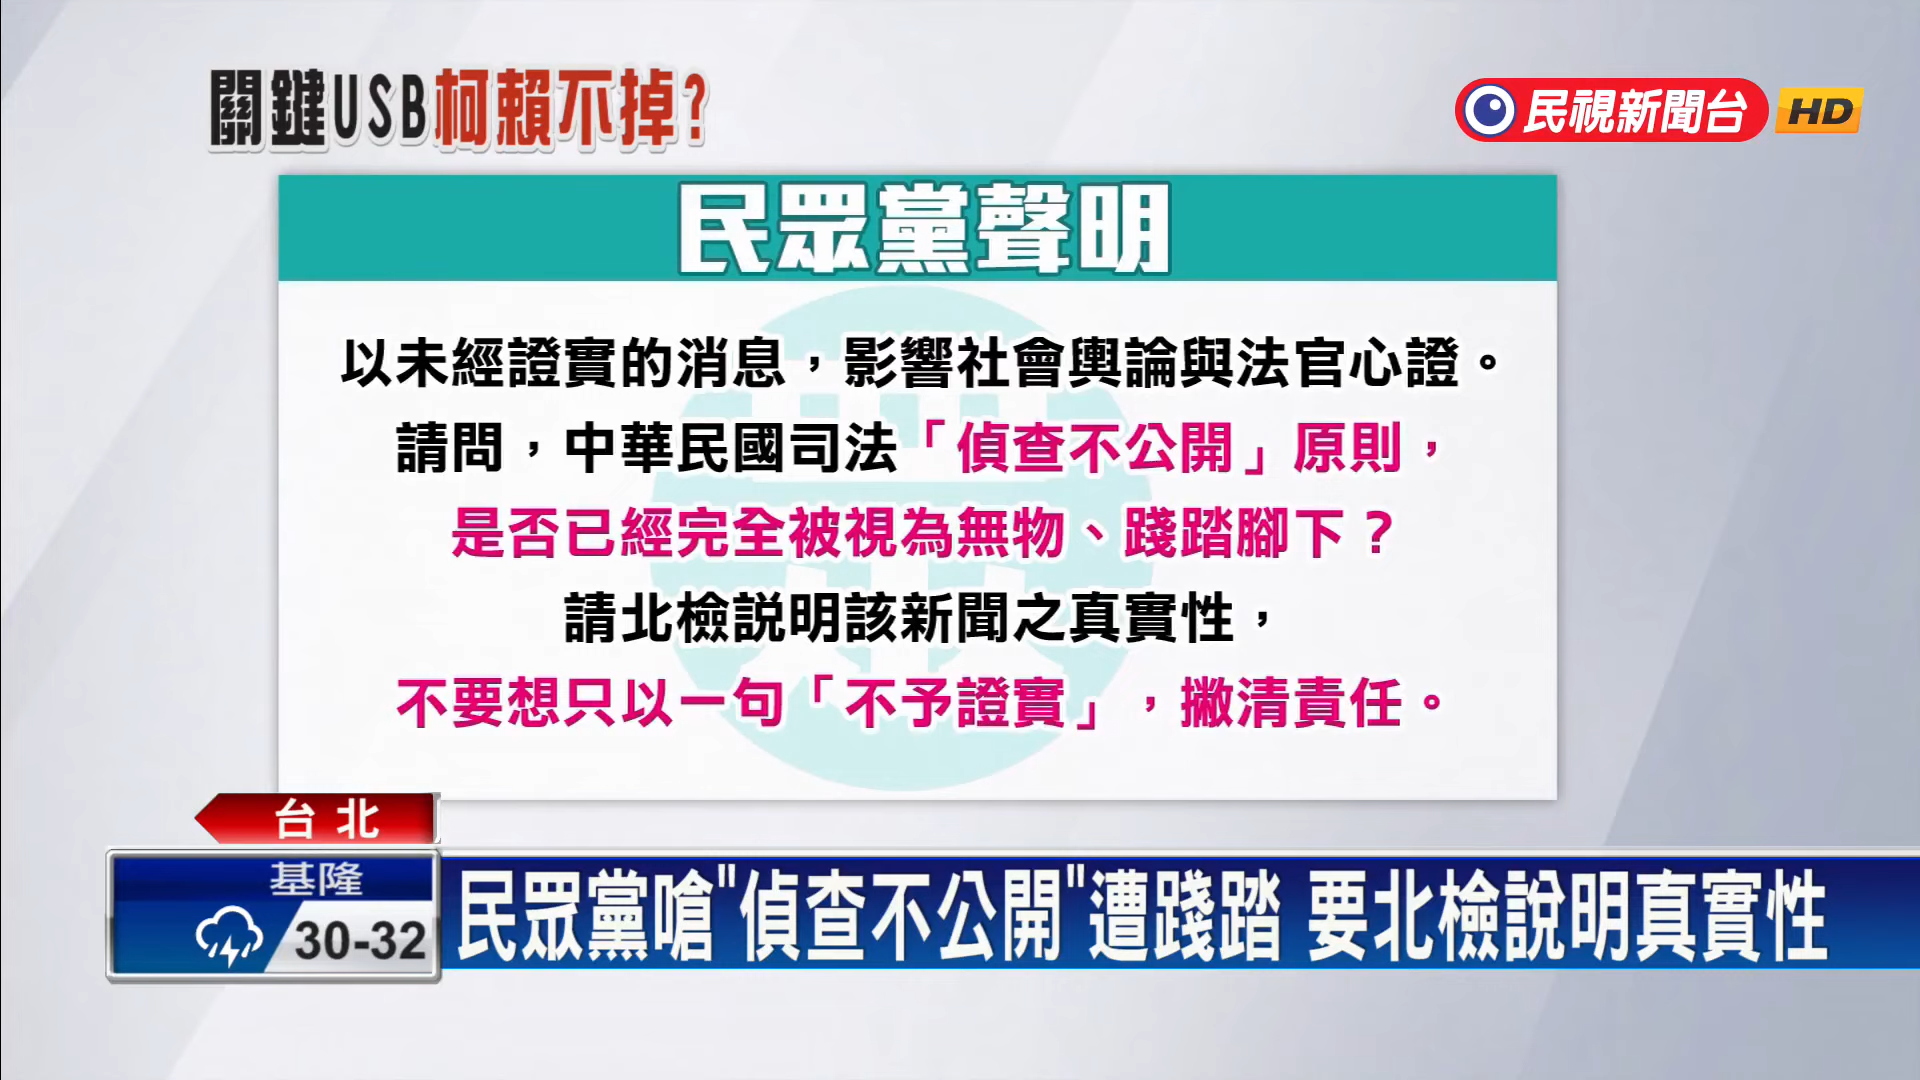 關鍵USB柯賴不掉?
民視新聞台 HD
民眾黨聲明
以未經證實的消息，影響社會輿論與法官心證。
請問，中華民國司法「偵查不公開」原則，
是否已經完全被視為無物、踐踏腳下？
請北檢説明該新聞之真實性，
不要想只以一句「不予證實」，撇清責任。
台北
基隆
30-32
民眾黨嗆"偵查不公開"遭踐踏 要北檢說明真實性